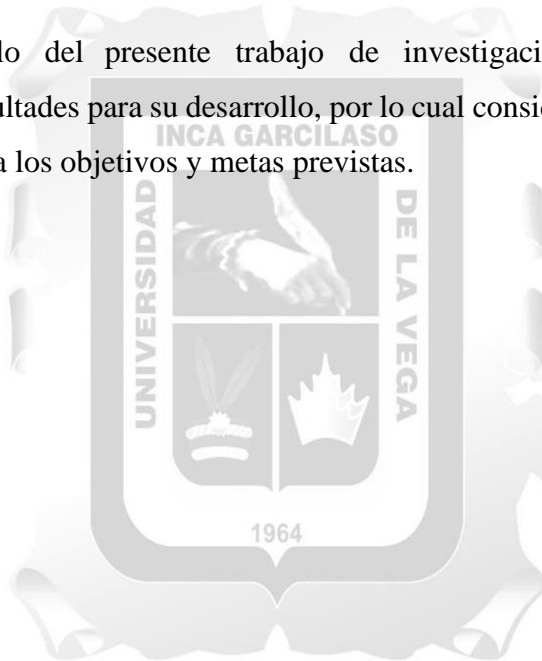 lo del presente trabajo de investigaci
ultades para su desarrollo, por lo cual consid
a los objetivos y metas previstas.
INCA GARCILASO
UNIVERSIDAD
DE LA VEGA
1964